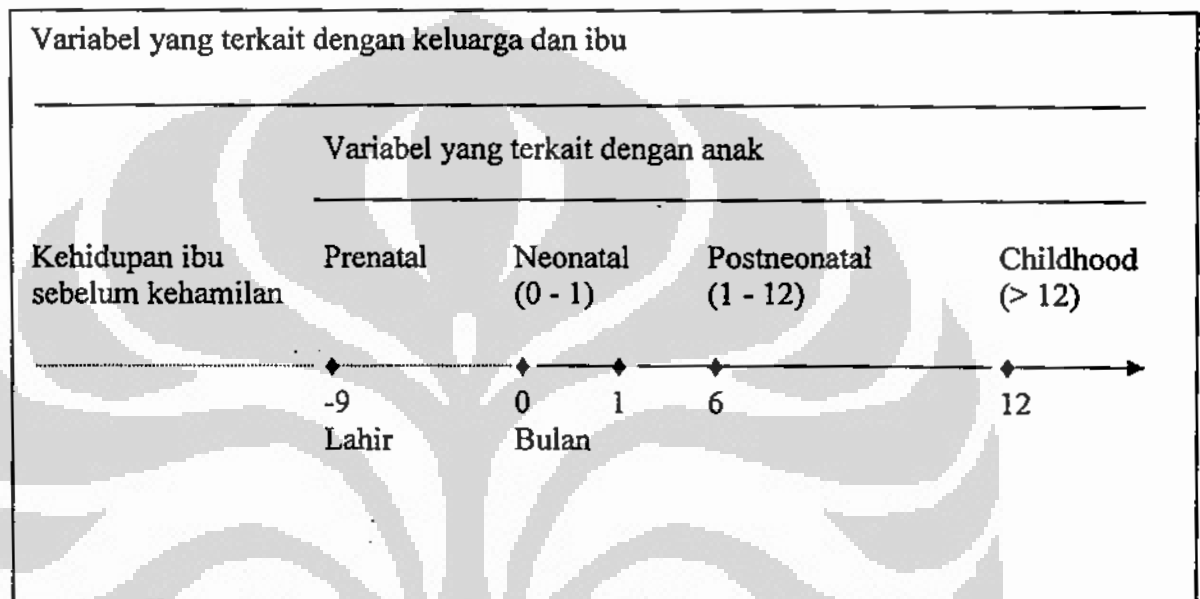 Variabel yang terkait dengan keluarga dan ibu
Variabel yang terkait dengan anak
Kehidupan ibu
sebelum kehamilan
Prenatal
Neonatal
(0 - 1)
Postneonatal
(1 - 12)
Childhood
(> 12)
-9 0 1 6 12
Lahir Bulan